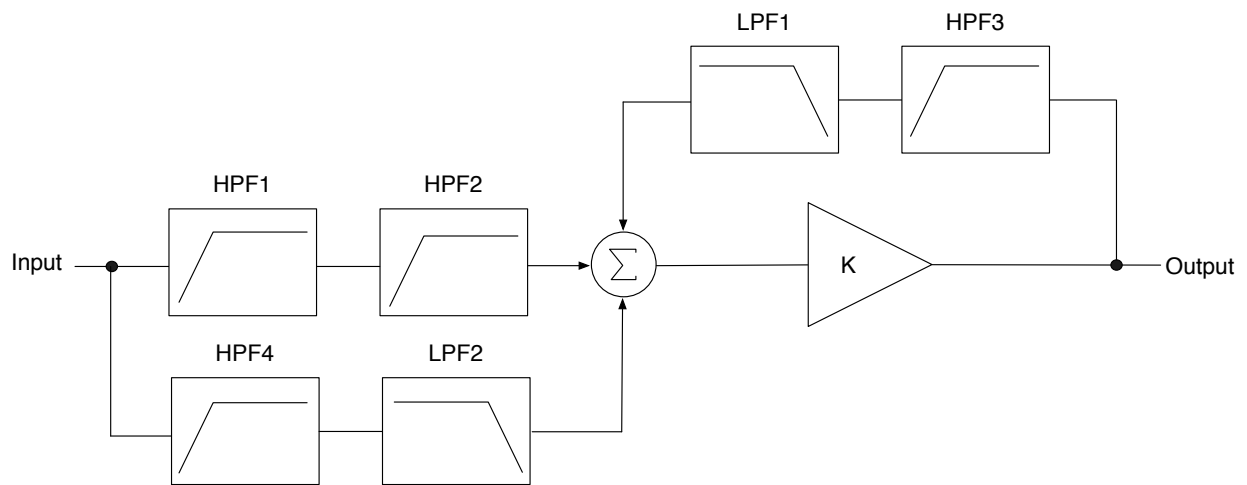 LPF1
HPF3
HPF1
HPF2
Input
Σ
K
Output
HPF4
LPF2